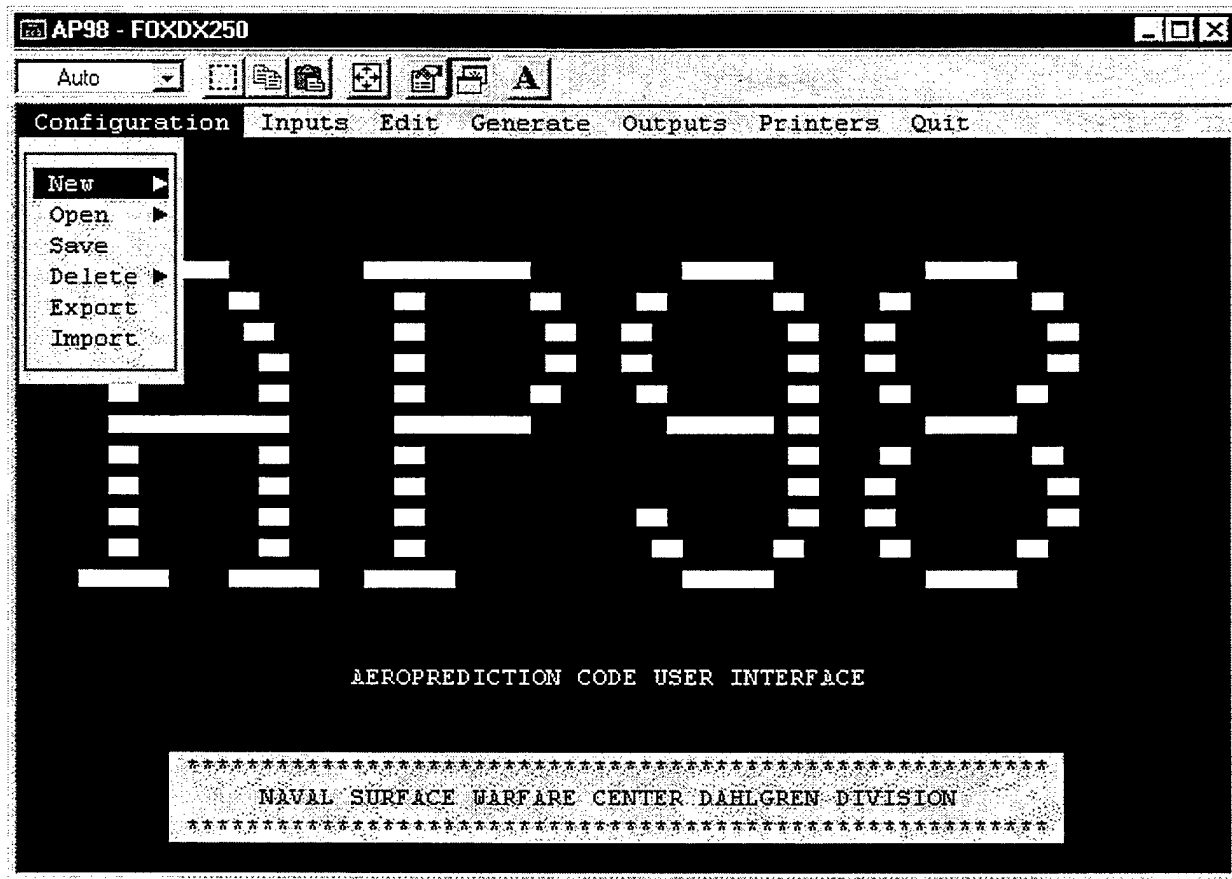 AP98 - FOXDX250
Auto
A
Configuration Inputs Edit Generate Outputs Printers Quit
New
Open
Save
Delete
Export
Import
AP98
AEROPREDICTION CODE USER INTERFACE
************************************************************
NAVAL SURFACE WARFARE CENTER DAHLGREN DIVISION
************************************************************